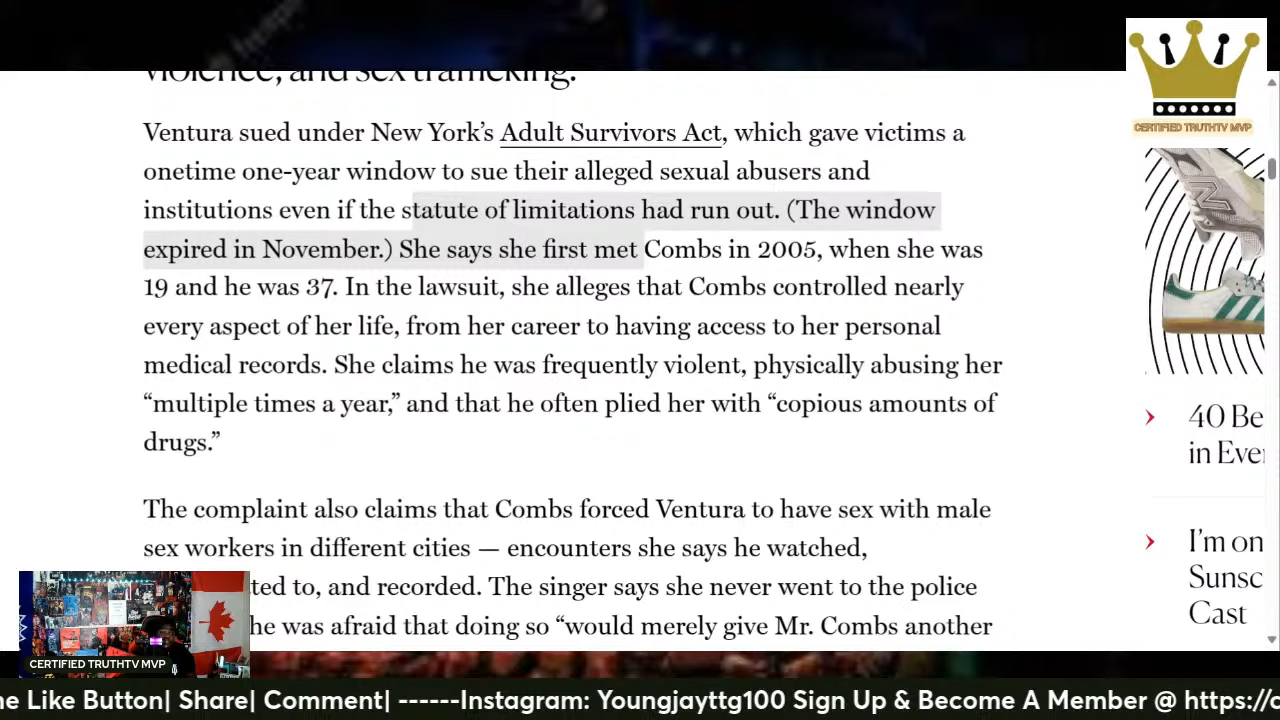 violence, and sex trafficking.
CERTIFIED TRUTHTV MVP
Ventura sued under New York’s Adult Survivors Act, which gave victims a
onetime one-year window to sue their alleged sexual abusers and
institutions even if the statute of limitations had run out. (The window
expired in November.) She says she first met Combs in 2005, when she was
19 and he was 37. In the lawsuit, she alleges that Combs controlled nearly
every aspect of her life, from her career to having access to her personal
medical records. She claims he was frequently violent, physically abusing her
“multiple times a year,” and that he often plied her with “copious amounts of
drugs.”
The complaint also claims that Combs forced Ventura to have sex with male
sex workers in different cities — encounters she says he watched,
ted to, and recorded. The singer says she never went to the police
he was afraid that doing so “would merely give Mr. Combs another
40 Be
in Eve
I’m on
Sunsc
Cast
CERTIFIED TRUTHTV MVP
he Like Button| Share| Comment| ------Instagram: Youngjayttg100 Sign Up & Become A Member @ https://